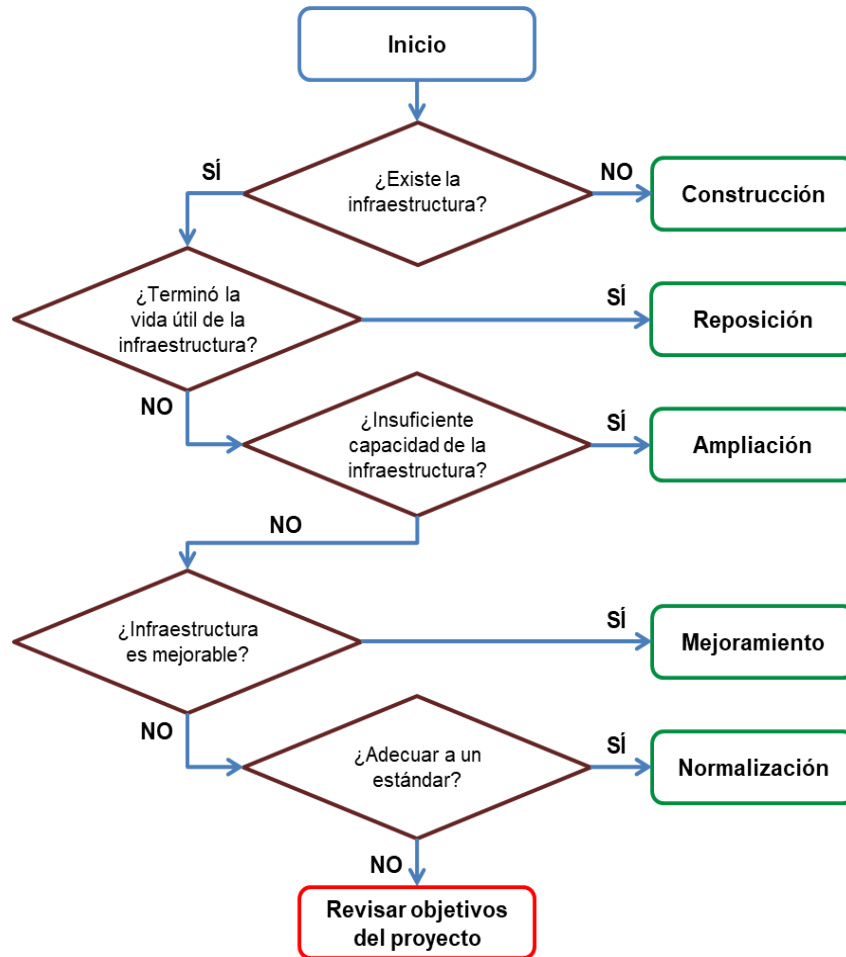 Inicio
¿Existe la
infraestructura?
SÍ
NO
Construcción
¿Terminó la
vida útil de la
infraestructura?
SÍ
Reposición
NO
¿Insuficiente
capacidad de la
infraestructura?
SÍ
Ampliación
NO
¿Infraestructura
es mejorable?
SÍ
Mejoramiento
NO
¿Adecuar a un
estándar?
SÍ
Normalización
NO
Revisar objetivos
del proyecto